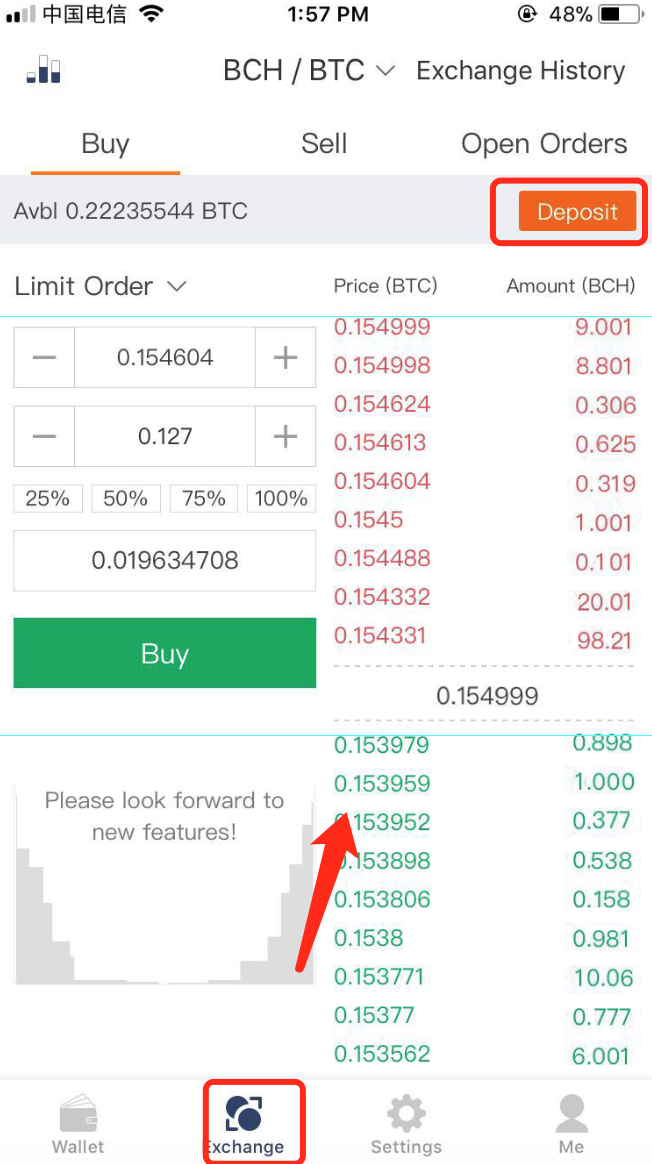 中国电信 1:57 PM 48%
BCH / BTC Exchange History
Buy Sell Open Orders
Avbl 0.22235544 BTC Deposit
Limit Order Price (BTC) Amount (BCH)
0.154999 9.001
— 0.154604 +
0.154998 8.801
0.154624 0.306
— 0.127 +
0.154613 0.625
0.154604 0.319
25% 50% 75% 100%
0.1545 1.001
0.019634708
0.154488 0.101
0.154332 20.01
0.154331 98.21
Buy
0.154999
0.153979 0.898
0.153959 1.000
Please look forward to
new features!
0.153952 0.377
0.153898 0.538
0.153806 0.158
0.1538 0.981
0.153771 10.06
0.15377 0.777
0.153562 6.001
Wallet Exchange Settings Me